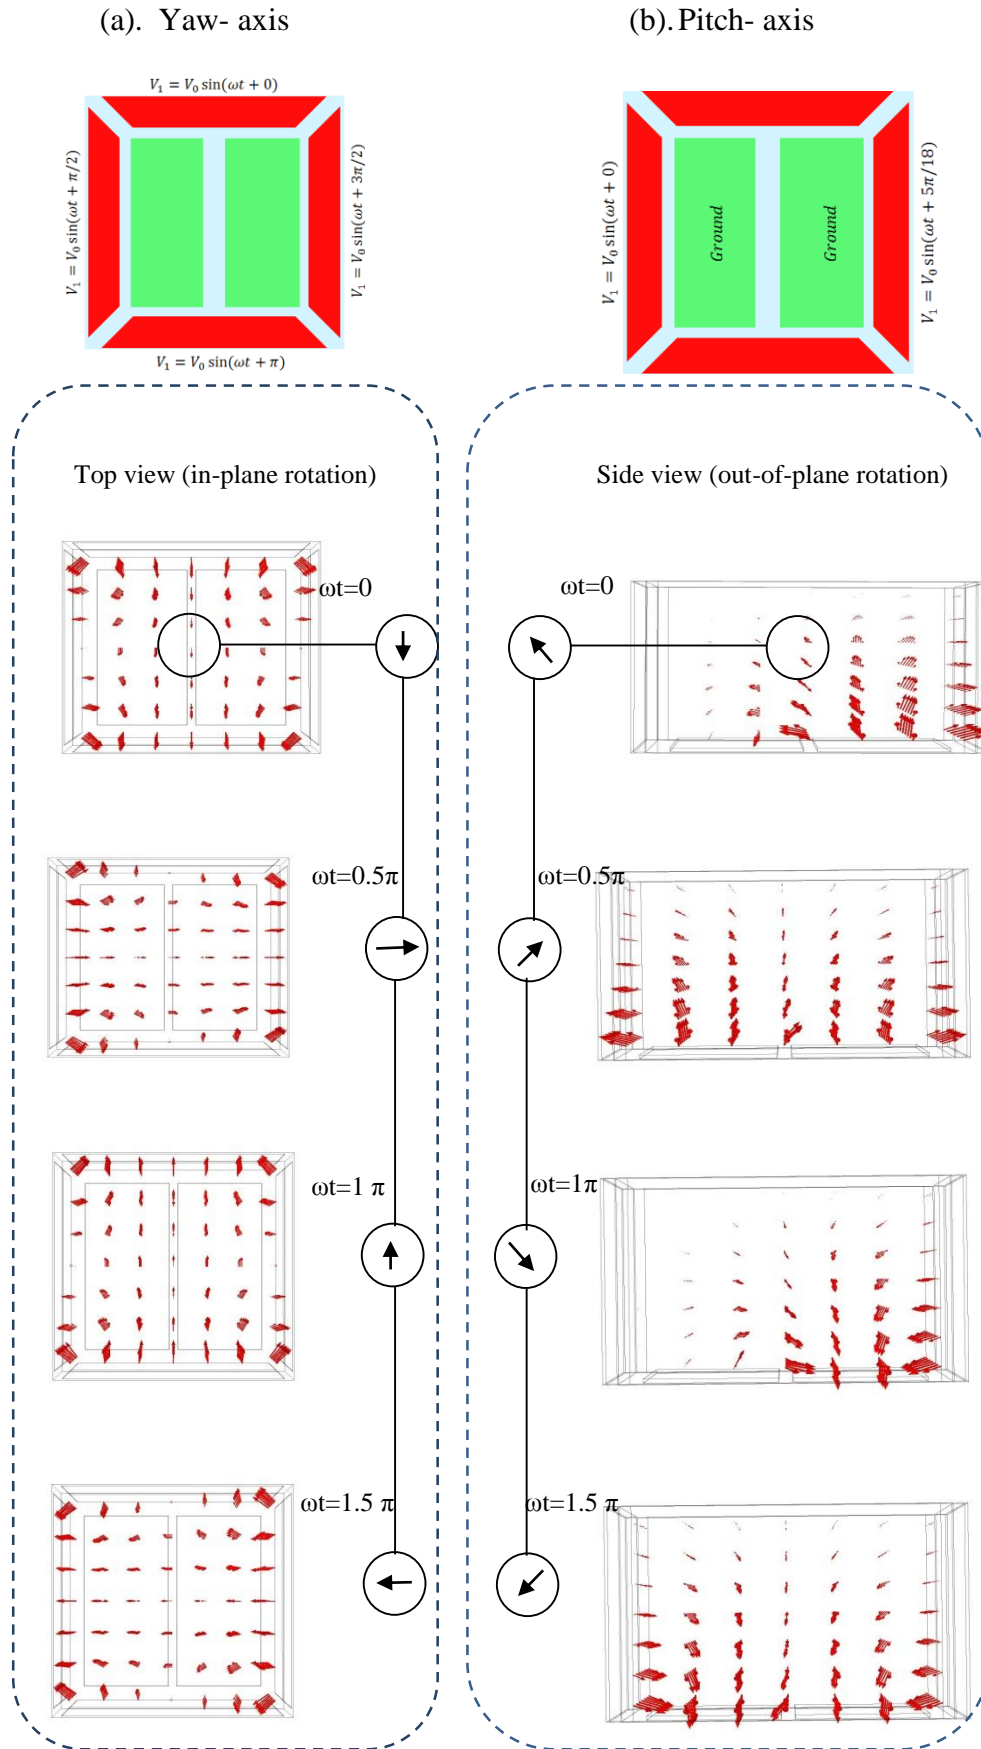 (a). Yaw- axis
(b). Pitch- axis
V₁ = V₀ sin(ωt + 0)
V₁ = V₀ sin(ωt + π/2)
V₁ = V₀ sin(ωt + 3π/2)
V₁ = V₀ sin(ωt + π)
V₁ = V₀ sin(ωt + 0)
Ground
Ground
V₁ = V₀ sin(ωt + 5π/18)
Top view (in-plane rotation)
Side view (out-of-plane rotation)
ωt=0
ωt=0
ωt=0.5π
ωt=0.5π
ωt=1 π
ωt=1π
ωt=1.5 π
ωt=1.5 π